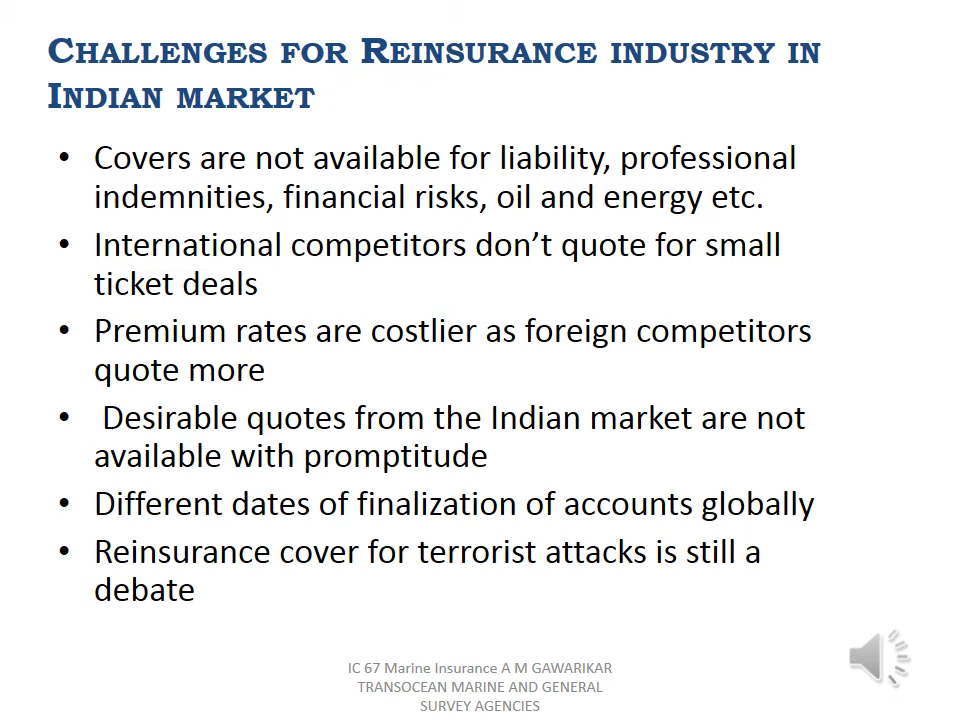 CHALLENGES FOR REINSURANCE INDUSTRY IN
INDIAN MARKET
• Covers are not available for liability, professional
indemnities, financial risks, oil and energy etc.
• International competitors don’t quote for small
ticket deals
• Premium rates are costlier as foreign competitors
quote more
• Desirable quotes from the Indian market are not
available with promptitude
• Different dates of finalization of accounts globally
• Reinsurance cover for terrorist attacks is still a
debate
IC 67 Marine Insurance A M GAWARIKAR
TRANSOCEAN MARINE AND GENERAL
SURVEY AGENCIES